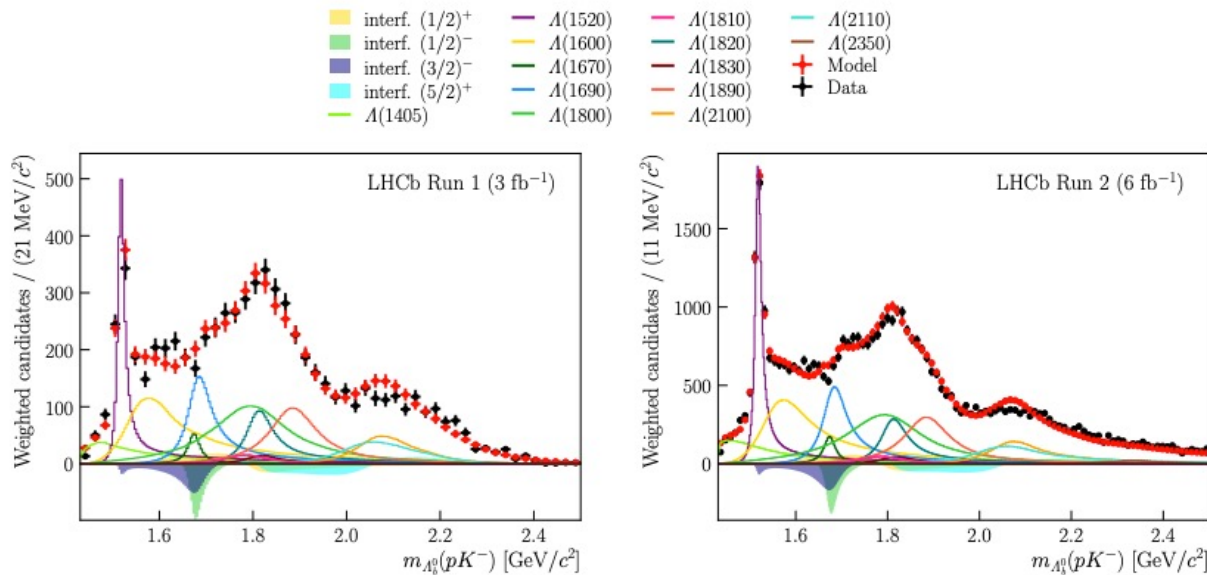 interf. (1/2)⁺ Λ(1520) Λ(1810) Λ(2110)
interf. (1/2)⁻ Λ(1600) Λ(1820) Λ(2350)
interf. (3/2)⁻ Λ(1670) Λ(1830) Model
interf. (5/2)⁺ Λ(1690) Λ(1890) Data
Λ(1405) Λ(1800) Λ(2100)
Weighted candidates / (21 MeV/c²)
500
400
300
200
100
0
LHCb Run 1 (3 fb⁻¹)
1.6 1.8 2.0 2.2 2.4
m_Λ_b⁰(pK⁻) [GeV/c²]
Weighted candidates / (11 MeV/c²)
1500
1000
500
0
LHCb Run 2 (6 fb⁻¹)
1.6 1.8 2.0 2.2 2.4
m_Λ_b⁰(pK⁻) [GeV/c²]